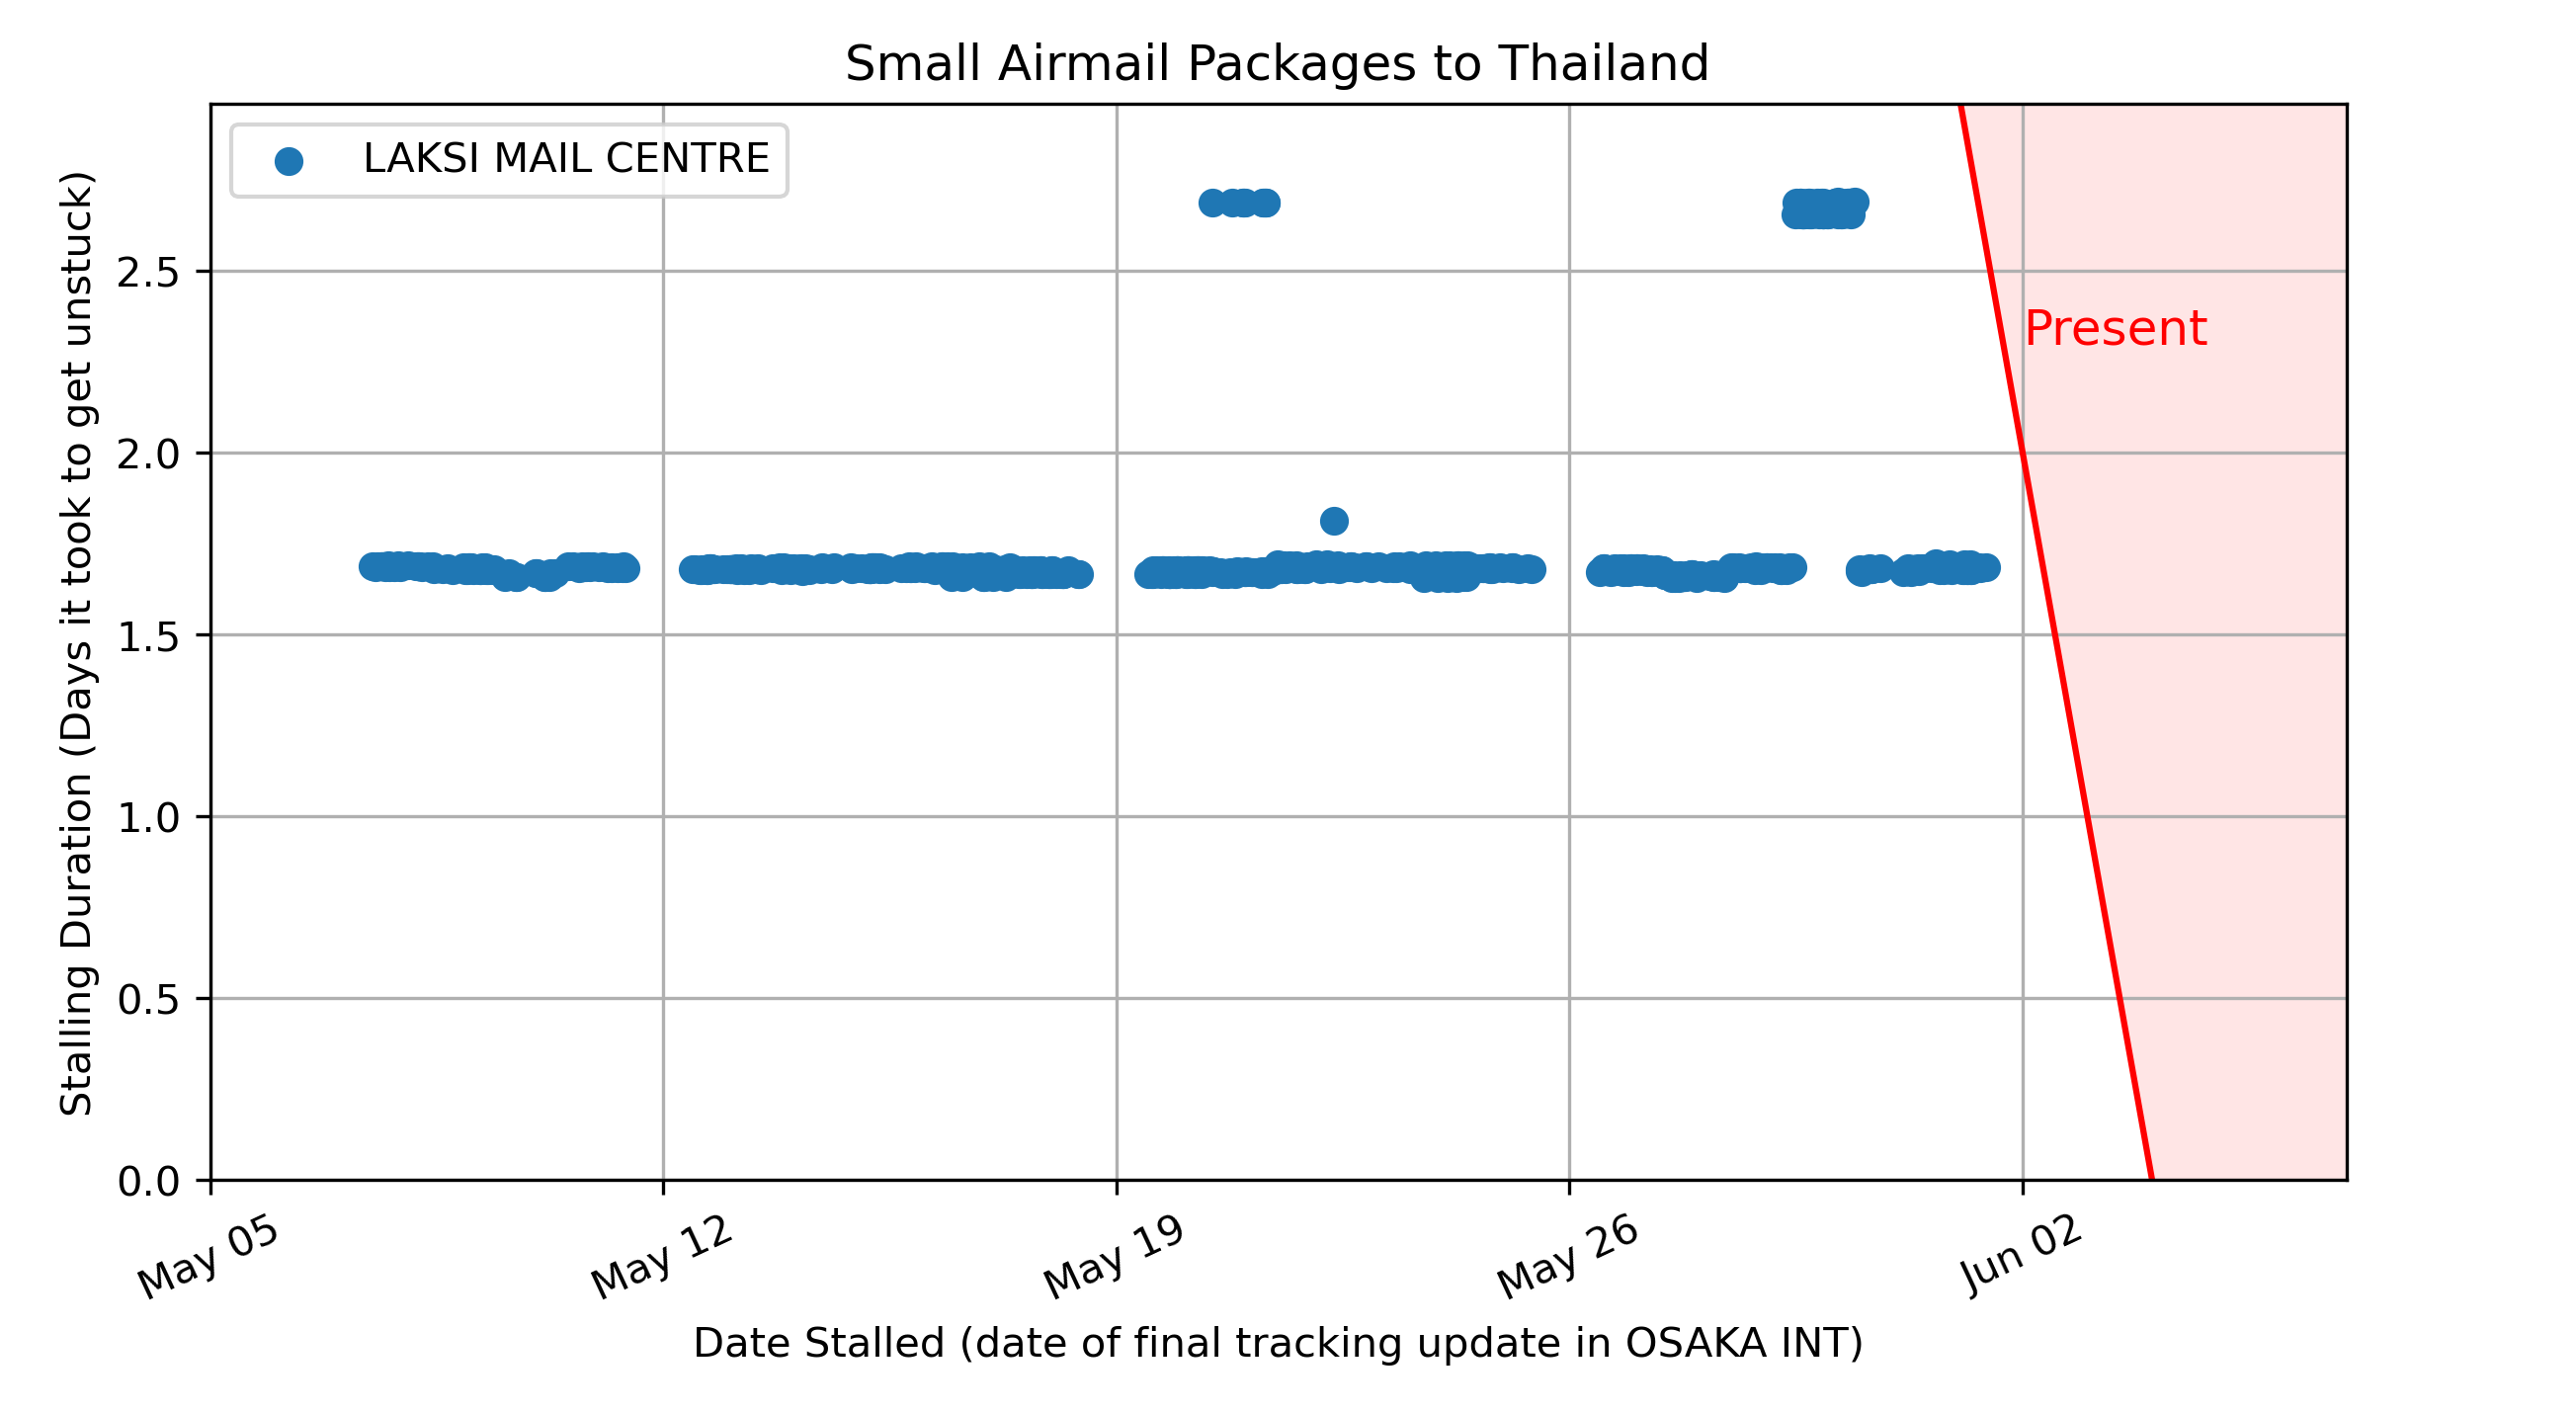 Small Airmail Packages to Thailand
LAKSI MAIL CENTRE
Present
Stalling Duration (Days it took to get unstuck)
2.5
2.0
1.5
1.0
0.5
0.0
May 05
May 12
May 19
May 26
Jun 02
Date Stalled (date of final tracking update in OSAKA INT)